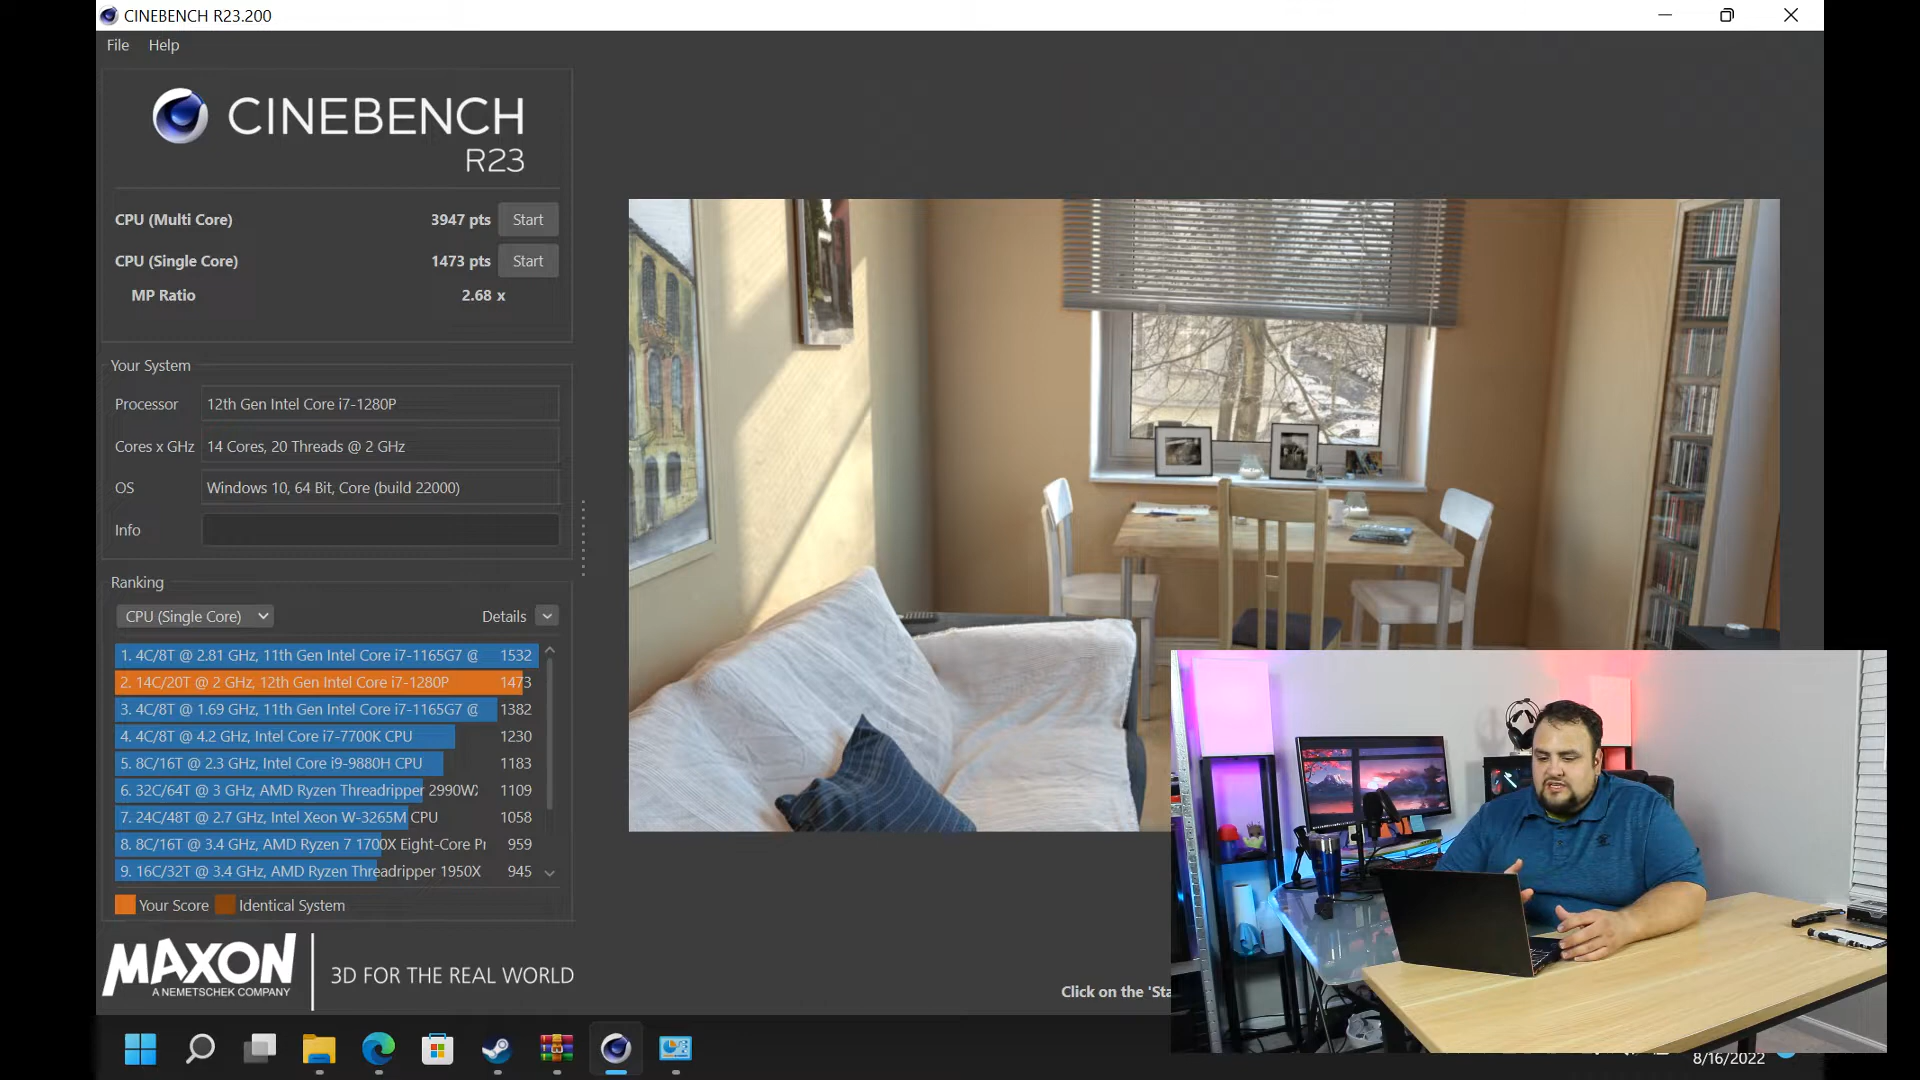 CINEBENCH R23.200
File Help
CINEBENCH
R23
CPU (Multi Core) 3947 pts Start
CPU (Single Core) 1473 pts Start
MP Ratio 2.68 x
Your System
Processor 12th Gen Intel Core i7-1280P
Cores x GHz 14 Cores, 20 Threads @ 2 GHz
OS Windows 10, 64 Bit, Core (build 22000)
Info
Ranking
CPU (Single Core) Details
1. 4C/8T @ 2.81 GHz, 11th Gen Intel Core i7-1165G7 @ 1532
2. 14C/20T @ 2 GHz, 12th Gen Intel Core i7-1280P 1473
3. 4C/8T @ 1.69 GHz, 11th Gen Intel Core i7-1165G7 @ 1382
4. 4C/8T @ 4.2 GHz, Intel Core i7-7700K CPU 1230
5. 8C/16T @ 2.3 GHz, Intel Core i9-9880H CPU 1183
6. 32C/64T @ 3 GHz, AMD Ryzen Threadripper 2990WX 1109
7. 24C/48T @ 2.7 GHz, Intel Xeon W-3265M CPU 1058
8. 8C/16T @ 3.4 GHz, AMD Ryzen 7 1700X Eight-Core Pr 959
9. 16C/32T @ 3.4 GHz, AMD Ryzen Threadripper 1950X 945
Your Score Identical System
MAXON
A NEMETSCHEK COMPANY
3D FOR THE REAL WORLD
Click on the 'Sta
8/16/2022